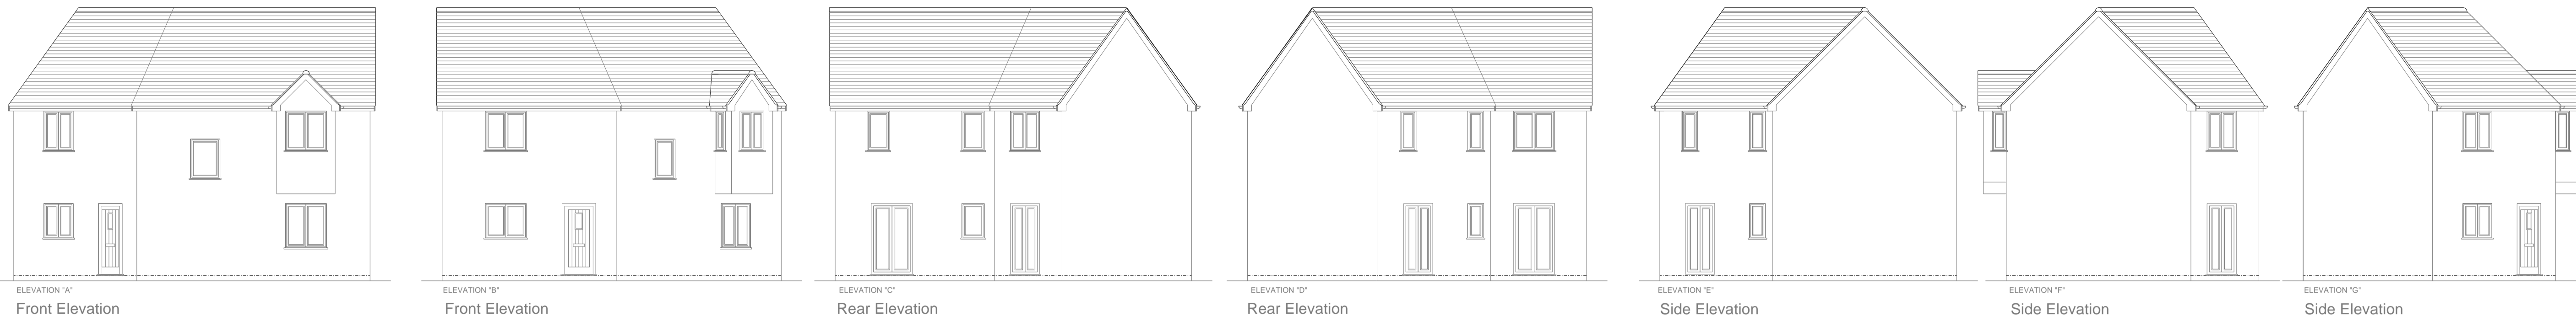 ELEVATION "A"
Front Elevation
ELEVATION "B"
Front Elevation
ELEVATION "C"
Rear Elevation
ELEVATION "D"
Rear Elevation
ELEVATION "E"
Side Elevation
ELEVATION "F"
Side Elevation
ELEVATION "G"
Side Elevation